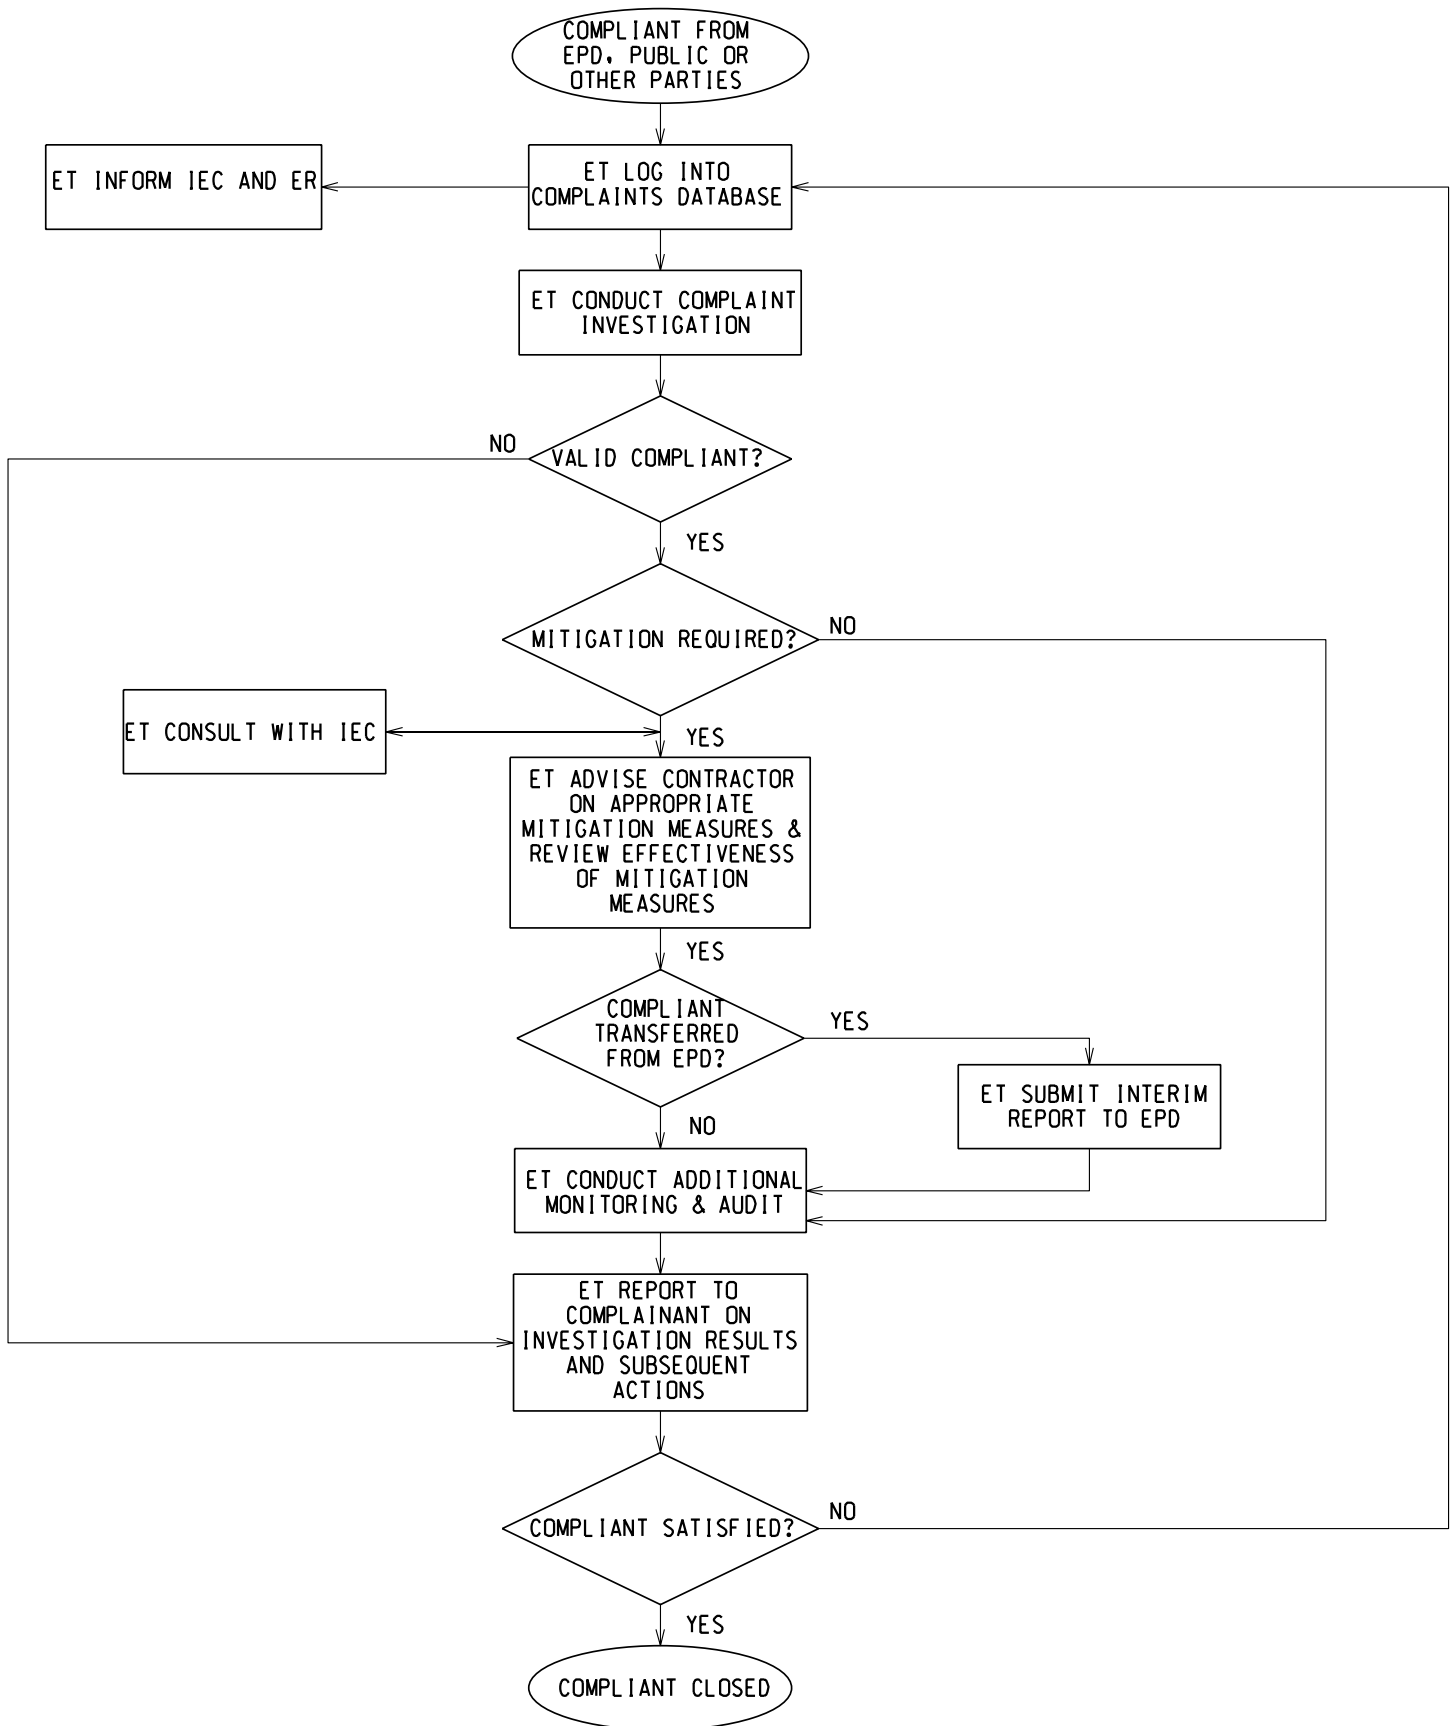 COMPLIANT FROM
EPD, PUBLIC OR
OTHER PARTIES
ET INFORM IEC AND ER
ET LOG INTO
COMPLAINTS DATABASE
ET CONDUCT COMPLAINT
INVESTIGATION
NO
VALID COMPLIANT?
YES
MITIGATION REQUIRED?
NO
ET CONSULT WITH IEC
YES
ET ADVISE CONTRACTOR
ON APPROPRIATE
MITIGATION MEASURES &
REVIEW EFFECTIVENESS
OF MITIGATION
MEASURES
YES
COMPLIANT
TRANSFERRED
FROM EPD?
YES
ET SUBMIT INTERIM
REPORT TO EPD
NO
ET CONDUCT ADDITIONAL
MONITORING & AUDIT
ET REPORT TO
COMPLAINANT ON
INVESTIGATION RESULTS
AND SUBSEQUENT
ACTIONS
COMPLIANT SATISFIED?
NO
YES
COMPLIANT CLOSED